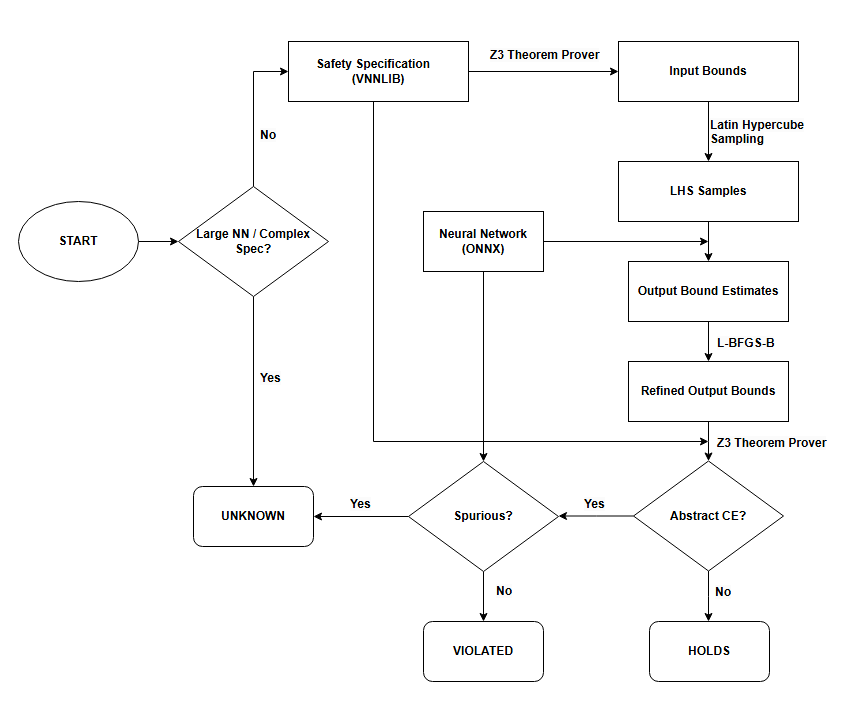 Safety Specification
(VNNLIB)
Z3 Theorem Prover
Input Bounds
No
Latin Hypercube
Sampling
LHS Samples
START
Large NN / Complex
Spec?
Neural Network
(ONNX)
Output Bound Estimates
L-BFGS-B
Yes
Refined Output Bounds
Z3 Theorem Prover
UNKNOWN
Yes
Spurious?
Yes
Abstract CE?
No
No
VIOLATED
HOLDS